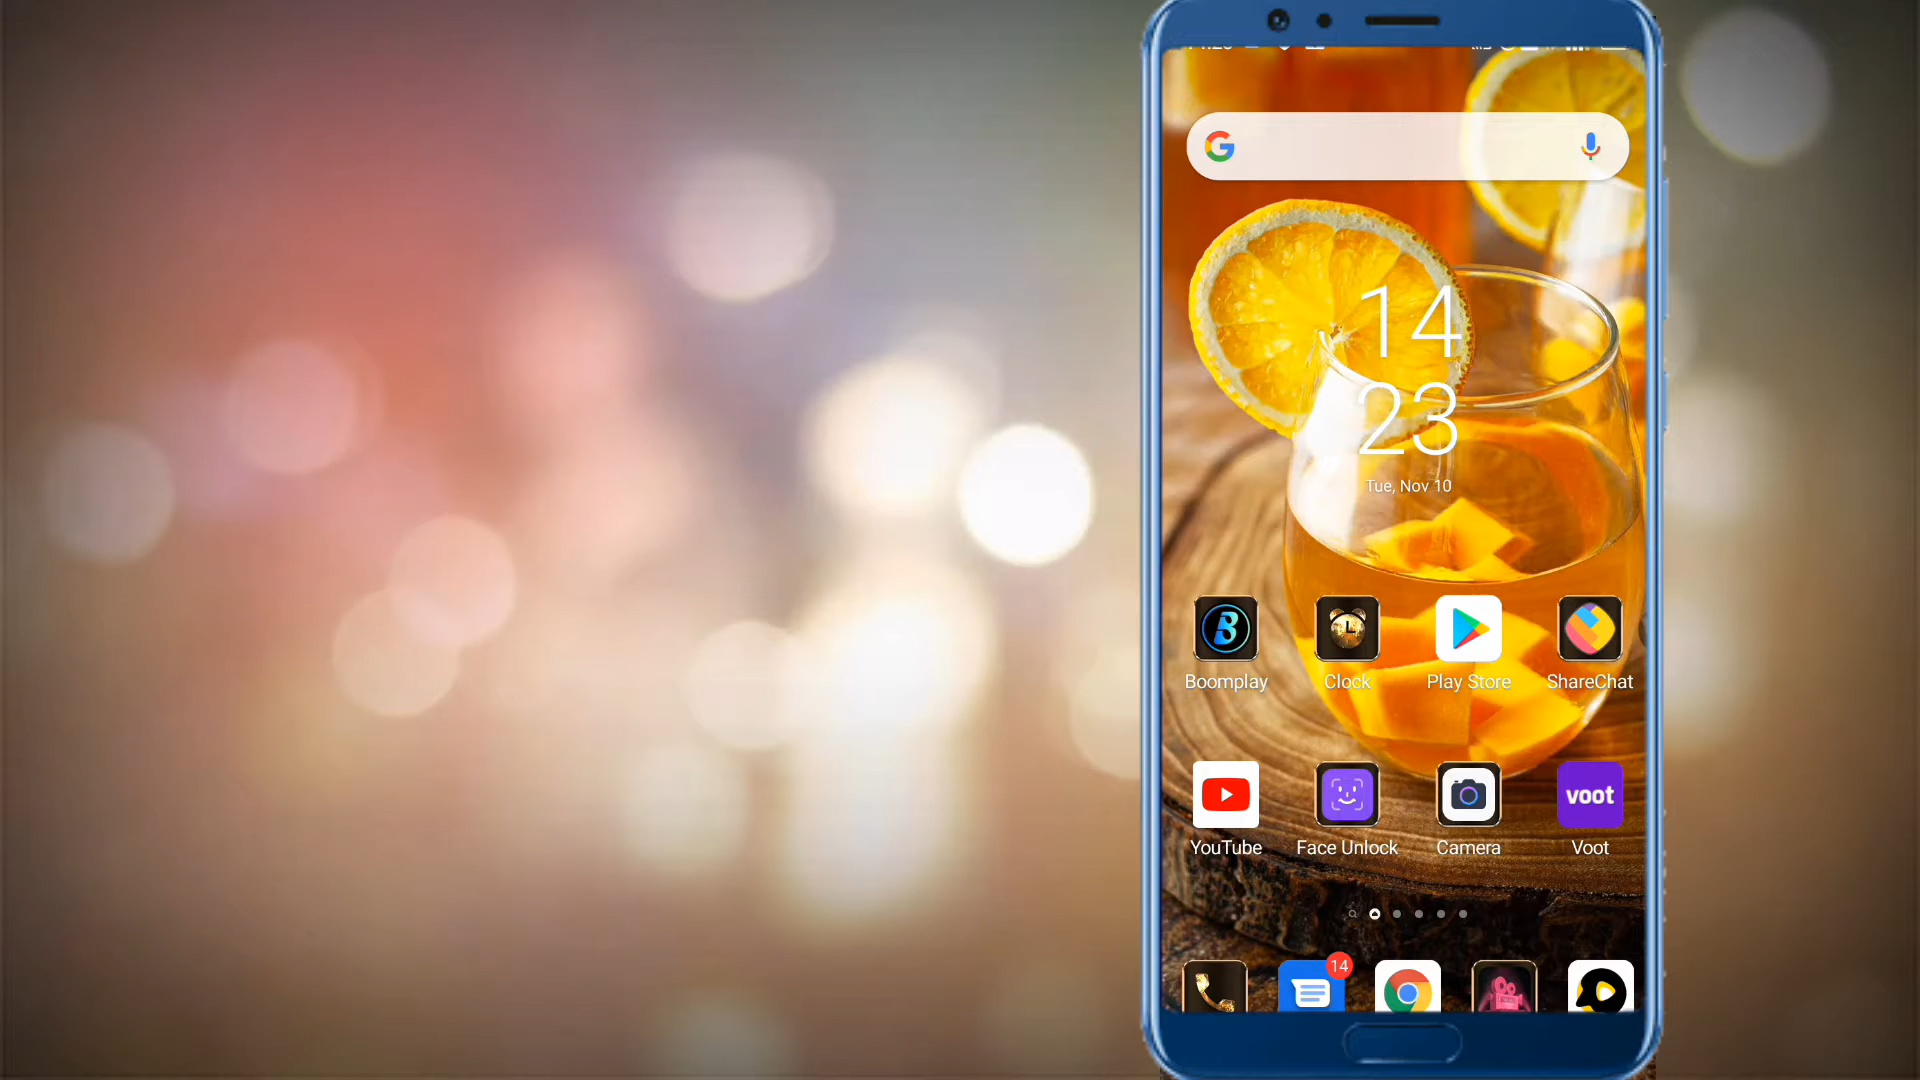 14
23
Tue, Nov 10
Boomplay
Clock
Play Store
ShareChat
voot
YouTube
Face Unlock
Camera
Voot
14